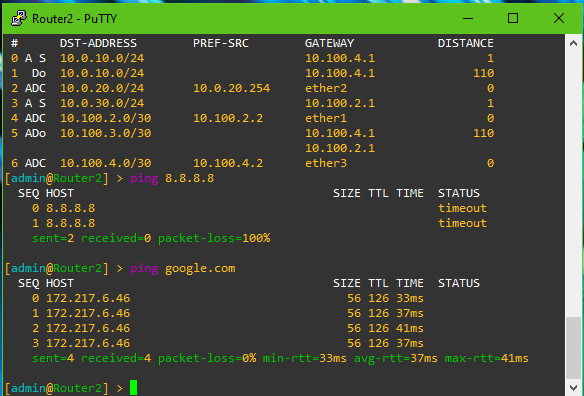 Router2 - PuTTY
# DST-ADDRESS PREF-SRC GATEWAY DISTANCE
0 A S 10.0.10.0/24 10.100.4.1 1
1 Do 10.0.10.0/24 10.100.4.1 110
2 ADC 10.0.20.0/24 10.0.20.254 ether2 0
3 A S 10.0.30.0/24 10.100.2.1 1
4 ADC 10.100.2.0/30 10.100.2.2 ether1 0
5 ADo 10.100.3.0/30 10.100.4.1 110
10.100.2.1
6 ADC 10.100.4.0/30 10.100.4.2 ether3 0
[admin@Router2] > ping 8.8.8.8
SEQ HOST SIZE TTL TIME STATUS
0 8.8.8.8 timeout
1 8.8.8.8 timeout
sent=2 received=0 packet-loss=100%
[admin@Router2] > ping google.com
SEQ HOST SIZE TTL TIME STATUS
0 172.217.6.46 56 126 33ms
1 172.217.6.46 56 126 37ms
2 172.217.6.46 56 126 41ms
3 172.217.6.46 56 126 37ms
sent=4 received=4 packet-loss=0% min-rtt=33ms avg-rtt=37ms max-rtt=41ms
[admin@Router2] >